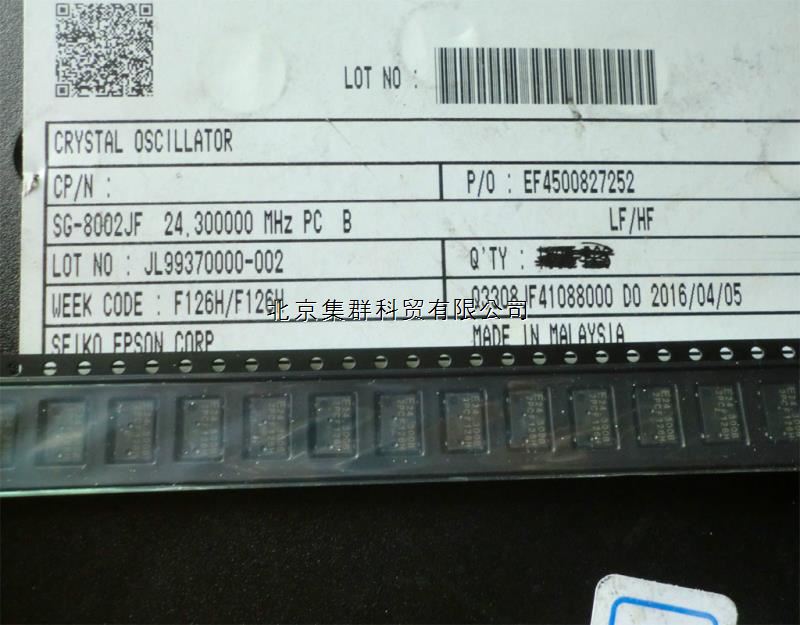 LOT NO :
CRYSTAL OSCILLATOR
CP/N :
P/O : EF4500827252
SG-8002JF 24.300000 MHz PC B LF/HF
LOT NO : JL99370000-002
Q'TY :
WEEK CODE : F126H/F126H
Q3308JF41088000 DO 2016/04/05
北京集群科贸有限公司
SEIKO EPSON CORP
MADE IN MALAYSIA